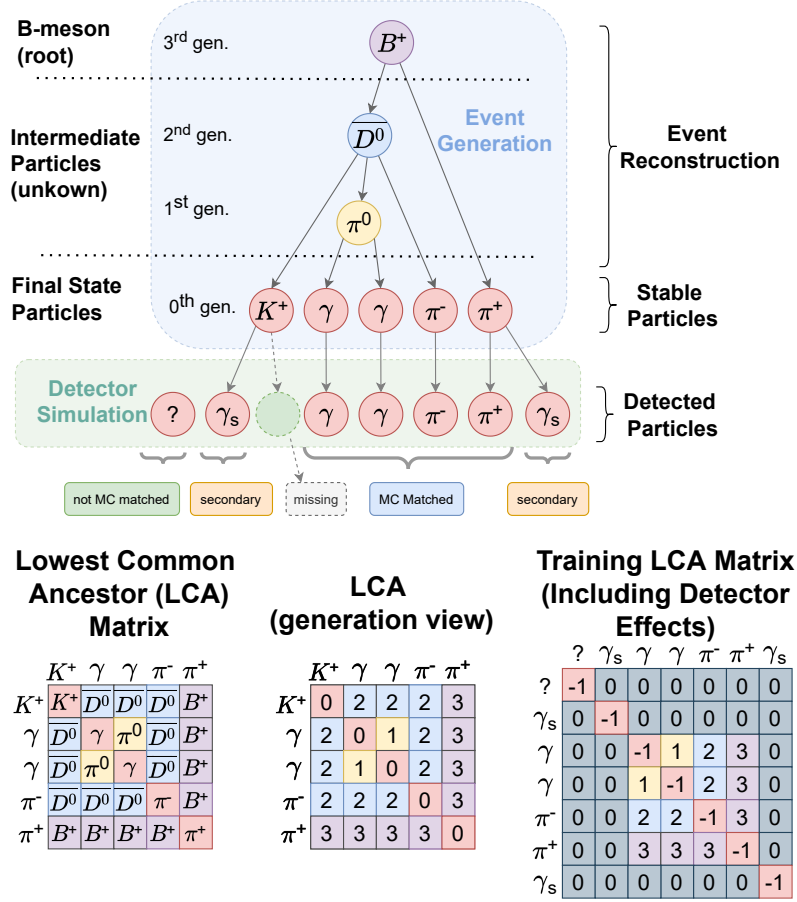 B-meson
(root)
3rd gen.
B+
Intermediate
Particles
(unkown)
2nd gen.
D0
Event
Generation
Event
Reconstruction
1st gen.
π0
Final State
Particles
0th gen.
K+ γ γ π- π+
Stable
Particles
Detector
Simulation
? γs γ γ π- π+ γs
Detected
Particles
not MC matched secondary missing MC Matched secondary
Lowest Common
Ancestor (LCA)
Matrix
K+ γ γ π- π+
K+ K+ D0 D0 D0 B+
γ D0 γ π0 D0 B+
γ D0 π0 γ D0 B+
π- D0 D0 D0 π- B+
π+ B+ B+ B+ B+ π+
LCA
(generation view)
K+ γ γ π- π+
K+ 0 2 2 2 3
γ 2 0 1 2 3
γ 2 1 0 2 3
π- 2 2 2 0 3
π+ 3 3 3 3 0
Training LCA Matrix
(Including Detector
Effects)
? γs γ γ π- π+ γs
? -1 0 0 0 0 0 0
γs 0 -1 0 0 0 0 0
γ 0 0 -1 1 2 3 0
γ 0 0 1 -1 2 3 0
π- 0 0 2 2 -1 3 0
π+ 0 0 3 3 3 -1 0
γs 0 0 0 0 0 0 -1